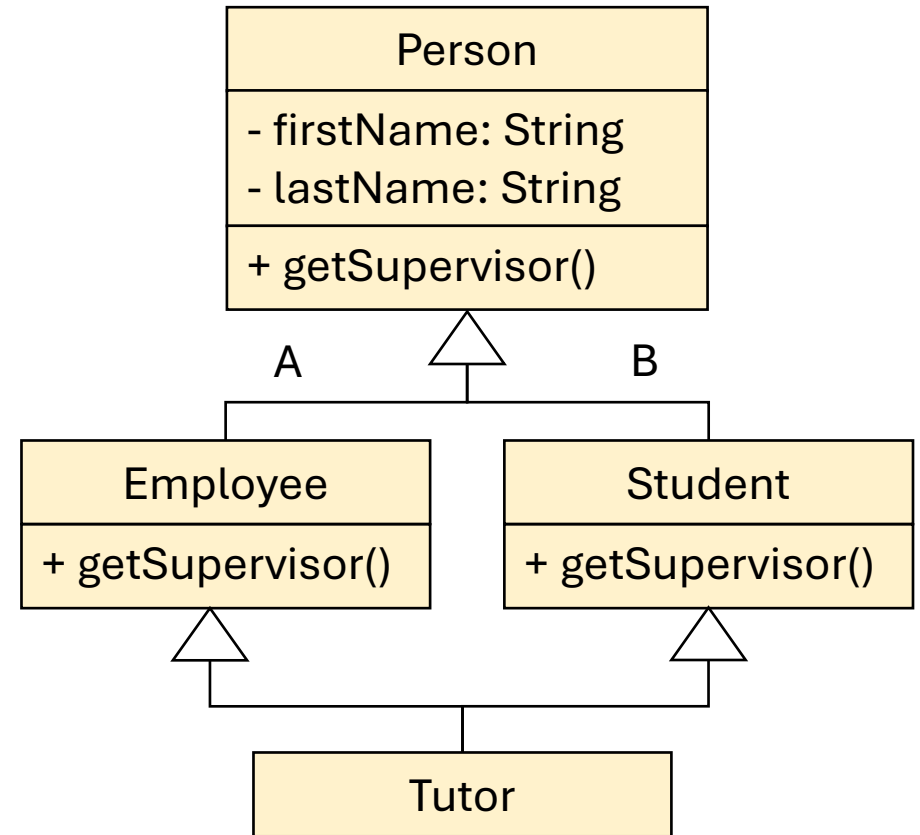 Person
- firstName: String
- lastName: String
+ getSupervisor()
A
B
Employee
Student
+ getSupervisor()
+ getSupervisor()
Tutor